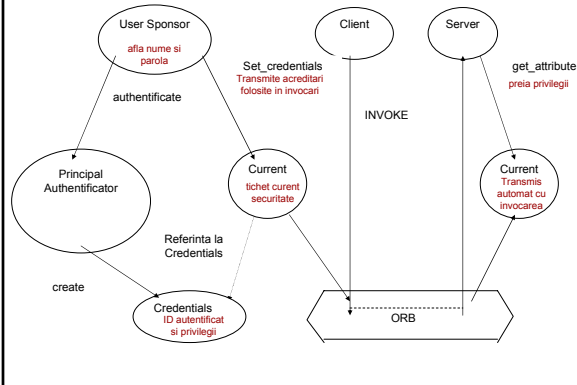 User Sponsor
afla nume si
parola
Client
Server
Set_credentials
Transmite acreditari
folosite in invocari
get_attribute
preia privilegii
authentificate
INVOKE
Principal
Authentificator
Current
tichet curent
securitate
Current
Transmis
automat cu
invocarea
Referinta la
Credentials
create
Credentials
ID autentificat
si privilegii
ORB